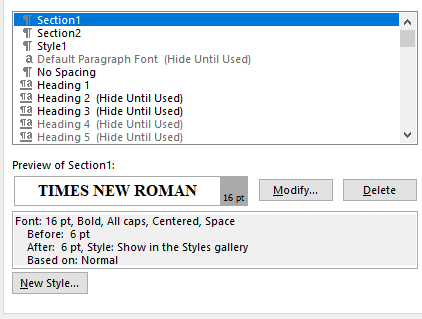 ¶ Section1
¶ Section2
¶ Style1
a Default Paragraph Font (Hide Until Used)
¶ No Spacing
¶a Heading 1
¶a Heading 2 (Hide Until Used)
¶a Heading 3 (Hide Until Used)
¶a Heading 4 (Hide Until Used)
¶a Heading 5 (Hide Until Used)
Preview of Section1:
TIMES NEW ROMAN 16 pt Modify... Delete
Font: 16 pt, Bold, All caps, Centered, Space
Before: 6 pt
After: 6 pt, Style: Show in the Styles gallery
Based on: Normal
New Style...